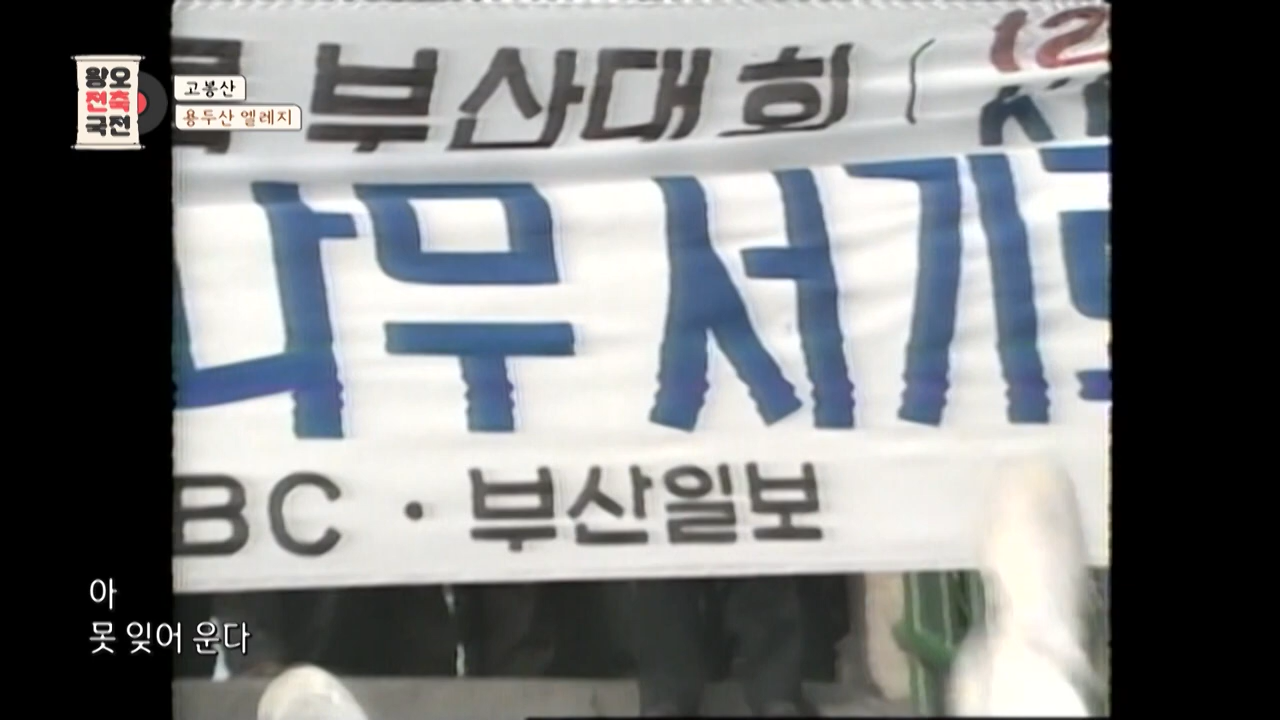 왕오
전축
국전
고봉산
용두산 엘레지
부산대회 ( 12
나무 서기
BC · 부산일보
아
못 잊어 운다